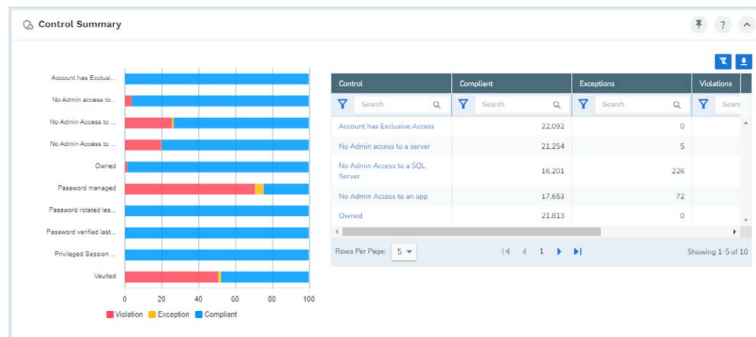 Control Summary
?
Account has Exclusi...
No Admin access to...
No Admin Access to ...
No Admin Access to ...
Owned
Password managed
Password rotated las...
Password verified last...
Privileged Session ...
Vaulted
0 20 40 60 80 100
Violation Exception Compliant
Control Compliant Exceptions Violations
Search Search Search Searc
Account has Exclusive Access 22,092 0
No Admin access to a server 21,254 5
No Admin Access to a SQL
Server 16,201 226
No Admin Access to an app 17,653 72
Owned 21,813 0
Rows Per Page: 5 1 Showing 1-5 of 10